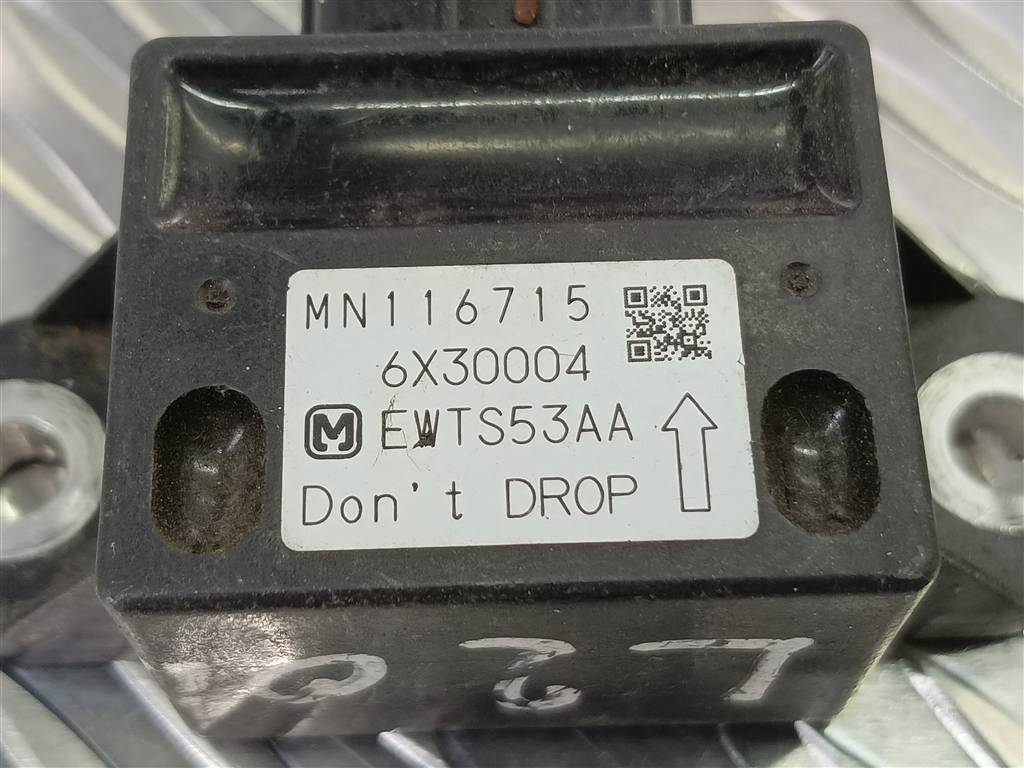 MN116715
6X30004
M EWTS53AA
Don't DROP